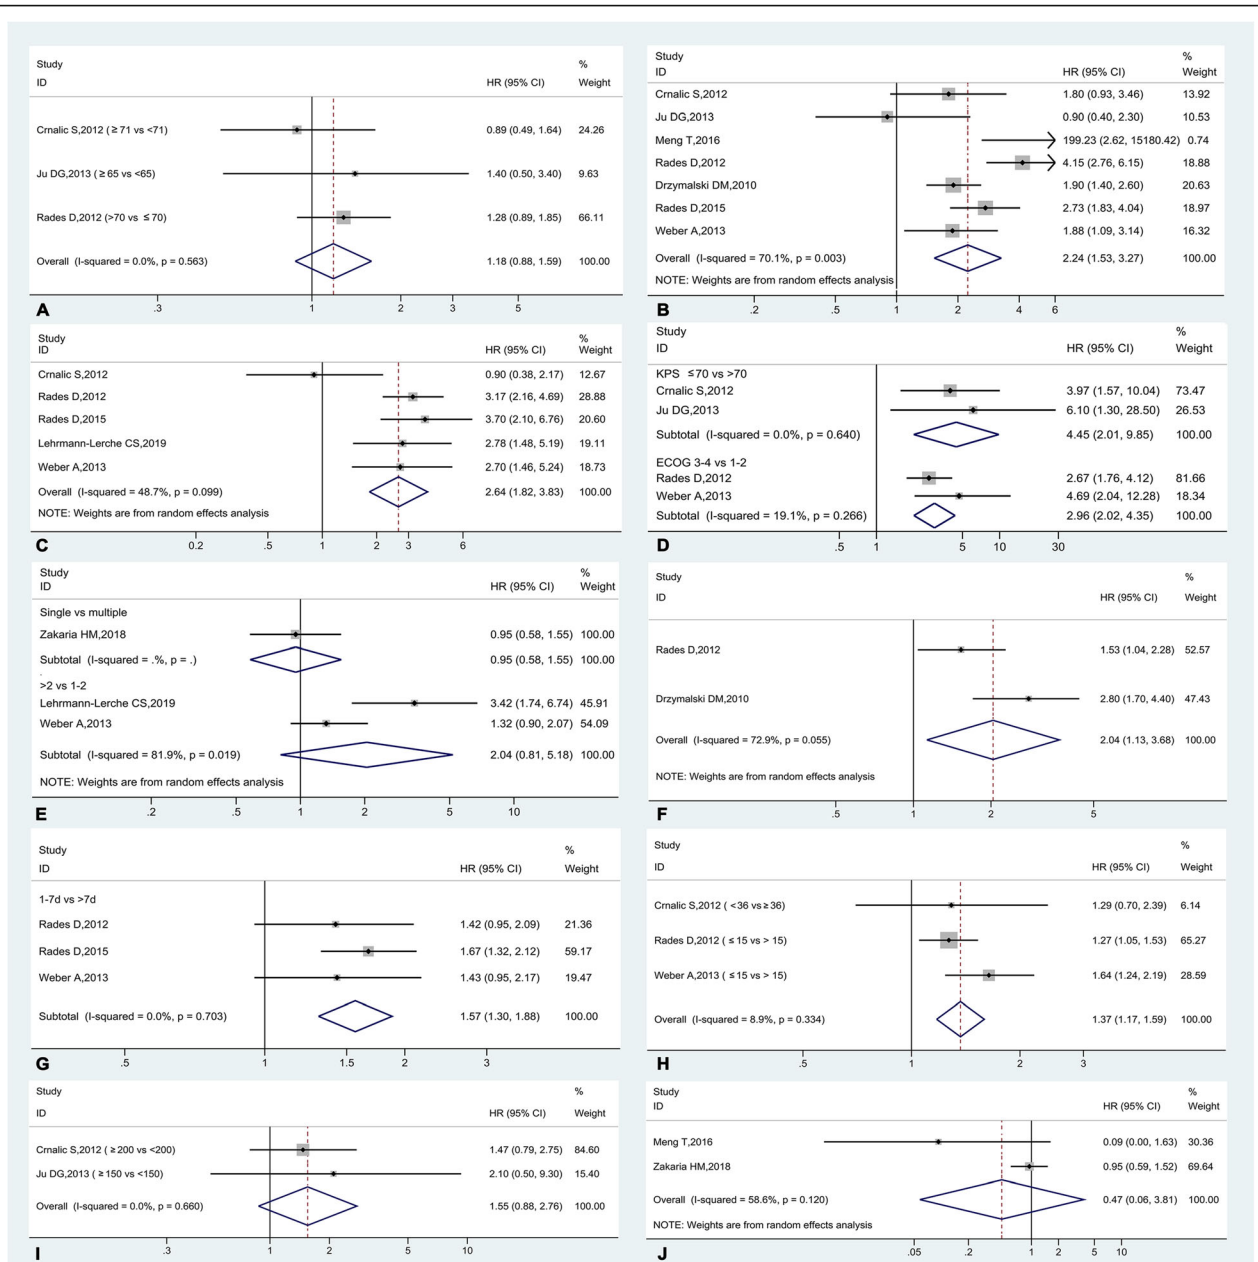 Study %
ID HR (95% CI) Weight
Crnalic S,2012 ( ≥ 71 vs <71) 0.89 (0.49, 1.64) 24.26
Ju DG,2013 ( ≥ 65 vs <65) 1.40 (0.50, 3.40) 9.63
Rades D,2012 (>70 vs ≤ 70) 1.28 (0.89, 1.85) 66.11
Overall (I-squared = 0.0%, p = 0.563) 1.18 (0.88, 1.59) 100.00
.3 1 2 3 5
A
Study %
ID HR (95% CI) Weight
Crnalic S,2012 1.80 (0.93, 3.46) 13.92
Ju DG,2013 0.90 (0.40, 2.30) 10.53
Meng T,2016 199.23 (2.62, 15180.42) 0.74
Rades D,2012 4.15 (2.76, 6.15) 18.88
Drzymalski DM,2010 1.90 (1.40, 2.60) 20.63
Rades D,2015 2.73 (1.83, 4.04) 18.97
Weber A,2013 1.88 (1.09, 3.14) 16.32
Overall (I-squared = 70.1%, p = 0.003) 2.24 (1.53, 3.27) 100.00
NOTE: Weights are from random effects analysis
.2 .5 1 2 4 6
B
Study %
ID HR (95% CI) Weight
Crnalic S,2012 0.90 (0.38, 2.17) 12.67
Rades D,2012 3.17 (2.16, 4.69) 28.88
Rades D,2015 3.70 (2.10, 6.76) 20.60
Lehrmann-Lerche CS,2019 2.78 (1.48, 5.19) 19.11
Weber A,2013 2.70 (1.46, 5.24) 18.73
Overall (I-squared = 48.7%, p = 0.099) 2.64 (1.82, 3.83) 100.00
NOTE: Weights are from random effects analysis
0.2 .5 1 2 3 6
C
Study %
ID HR (95% CI) Weight
KPS ≤70 vs >70
Crnalic S,2012 3.97 (1.57, 10.04) 73.47
Ju DG,2013 6.10 (1.30, 28.50) 26.53
Subtotal (I-squared = 0.0%, p = 0.640) 4.45 (2.01, 9.85) 100.00
ECOG 3-4 vs 1-2
Rades D,2012 2.67 (1.76, 4.12) 81.66
Weber A,2013 4.69 (2.04, 12.28) 18.34
Subtotal (I-squared = 19.1%, p = 0.266) 2.96 (2.02, 4.35) 100.00
.5 1 5 10 30
D
Study %
ID HR (95% CI) Weight
Single vs multiple
Zakaria HM,2018 0.95 (0.58, 1.55) 100.00
Subtotal (I-squared = .%, p = .) 0.95 (0.58, 1.55) 100.00
.
>2 vs 1-2
Lehrmann-Lerche CS,2019 3.42 (1.74, 6.74) 45.91
Weber A,2013 1.32 (0.90, 2.07) 54.09
Subtotal (I-squared = 81.9%, p = 0.019) 2.04 (0.81, 5.18) 100.00
NOTE: Weights are from random effects analysis
.2 .5 1 2 5 10
E
Study %
ID HR (95% CI) Weight
Rades D,2012 1.53 (1.04, 2.28) 52.57
Drzymalski DM,2010 2.80 (1.70, 4.40) 47.43
Overall (I-squared = 72.9%, p = 0.055) 2.04 (1.13, 3.68) 100.00
NOTE: Weights are from random effects analysis
.5 1 2 5
F
Study %
ID HR (95% CI) Weight
1-7d vs >7d
Rades D,2012 1.42 (0.95, 2.09) 21.36
Rades D,2015 1.67 (1.32, 2.12) 59.17
Weber A,2013 1.43 (0.95, 2.17) 19.47
Subtotal (I-squared = 0.0%, p = 0.703) 1.57 (1.30, 1.88) 100.00
.5 1 1.5 2 3
G
Study %
ID HR (95% CI) Weight
Crnalic S,2012 ( <36 vs ≥ 36) 1.29 (0.70, 2.39) 6.14
Rades D,2012 ( ≤ 15 vs > 15) 1.27 (1.05, 1.53) 65.27
Weber A,2013 ( ≤15 vs > 15) 1.64 (1.24, 2.19) 28.59
Overall (I-squared = 8.9%, p = 0.334) 1.37 (1.17, 1.59) 100.00
.5 1 2 3
H
Study %
ID HR (95% CI) Weight
Crnalic S,2012 ( ≥200 vs <200) 1.47 (0.79, 2.75) 84.60
Ju DG,2013 ( ≥150 vs <150) 2.10 (0.50, 9.30) 15.40
Overall (I-squared = 0.0%, p = 0.660) 1.55 (0.88, 2.76) 100.00
.3 1 2 5 10
I
Study %
ID HR (95% CI) Weight
Meng T,2016 0.09 (0.00, 1.63) 30.36
Zakaria HM,2018 0.95 (0.59, 1.52) 69.64
Overall (I-squared = 58.6%, p = 0.120) 0.47 (0.06, 3.81) 100.00
NOTE: Weights are from random effects analysis
.05 .2 1 2 5 10
J